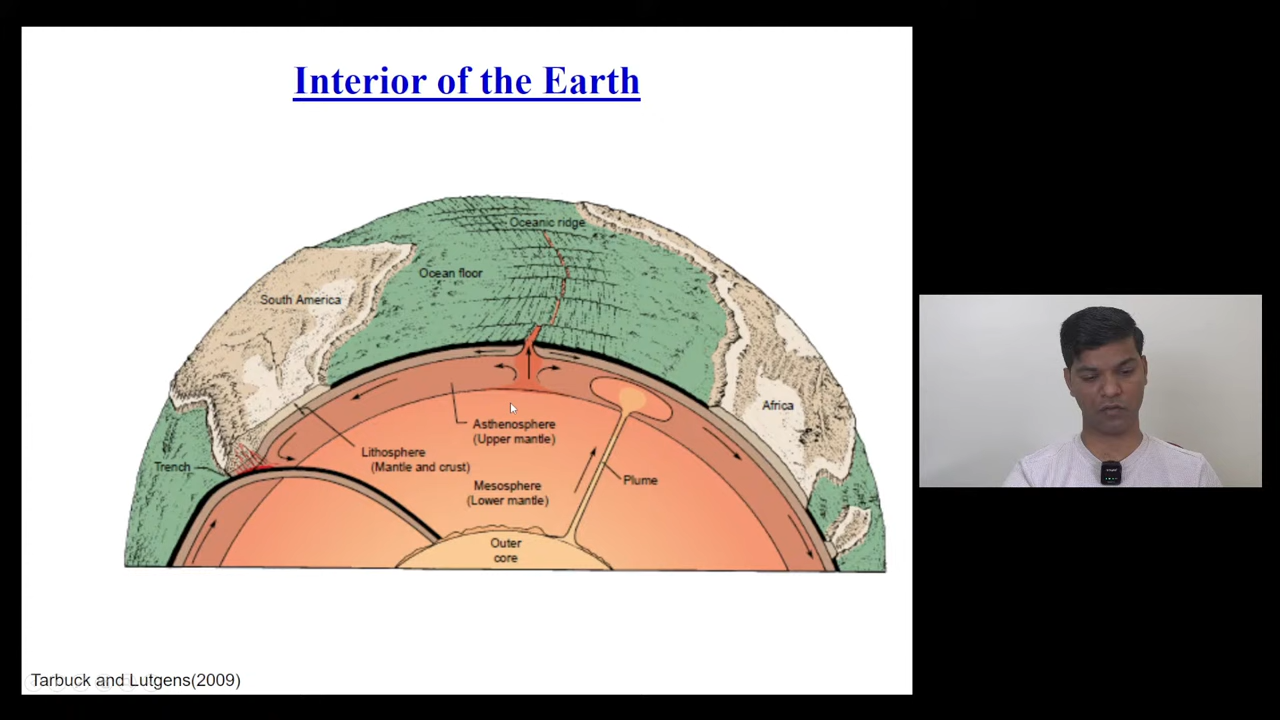 Interior of the Earth
Oceanic ridge
Ocean floor
South America
Africa
Asthenosphere
(Upper mantle)
Lithosphere
(Mantle and crust)
Trench
Plume
Mesosphere
(Lower mantle)
Outer
core
Tarbuck and Lutgens(2009)